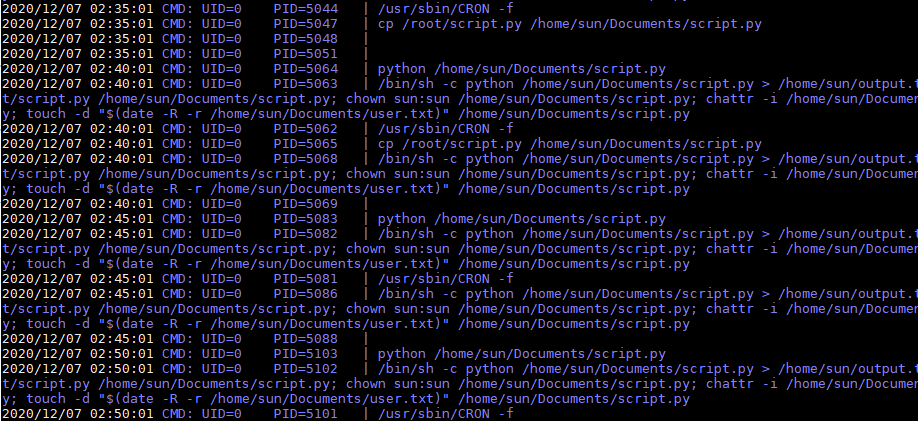 2020/12/07 02:35:01 CMD: UID=0    PID=5044   | /usr/sbin/CRON -f
2020/12/07 02:35:01 CMD: UID=0    PID=5047   | cp /root/script.py /home/sun/Documents/script.py
2020/12/07 02:35:01 CMD: UID=0    PID=5048   |
2020/12/07 02:35:01 CMD: UID=0    PID=5051   |
2020/12/07 02:40:01 CMD: UID=0    PID=5064   | python /home/sun/Documents/script.py
2020/12/07 02:40:01 CMD: UID=0    PID=5063   | /bin/sh -c python /home/sun/Documents/script.py > /home/sun/output.t
t/script.py /home/sun/Documents/script.py; chown sun:sun /home/sun/Documents/script.py; chattr -i /home/sun/Documen
y; touch -d "$(date -R -r /home/sun/Documents/user.txt)" /home/sun/Documents/script.py
2020/12/07 02:40:01 CMD: UID=0    PID=5062   | /usr/sbin/CRON -f
2020/12/07 02:40:01 CMD: UID=0    PID=5065   | cp /root/script.py /home/sun/Documents/script.py
2020/12/07 02:40:01 CMD: UID=0    PID=5068   | /bin/sh -c python /home/sun/Documents/script.py > /home/sun/output.t
t/script.py /home/sun/Documents/script.py; chown sun:sun /home/sun/Documents/script.py; chattr -i /home/sun/Documen
y; touch -d "$(date -R -r /home/sun/Documents/user.txt)" /home/sun/Documents/script.py
2020/12/07 02:40:01 CMD: UID=0    PID=5069   |
2020/12/07 02:45:01 CMD: UID=0    PID=5083   | python /home/sun/Documents/script.py
2020/12/07 02:45:01 CMD: UID=0    PID=5082   | /bin/sh -c python /home/sun/Documents/script.py > /home/sun/output.t
t/script.py /home/sun/Documents/script.py; chown sun:sun /home/sun/Documents/script.py; chattr -i /home/sun/Documen
y; touch -d "$(date -R -r /home/sun/Documents/user.txt)" /home/sun/Documents/script.py
2020/12/07 02:45:01 CMD: UID=0    PID=5081   | /usr/sbin/CRON -f
2020/12/07 02:45:01 CMD: UID=0    PID=5086   | /bin/sh -c python /home/sun/Documents/script.py > /home/sun/output.t
t/script.py /home/sun/Documents/script.py; chown sun:sun /home/sun/Documents/script.py; chattr -i /home/sun/Documen
y; touch -d "$(date -R -r /home/sun/Documents/user.txt)" /home/sun/Documents/script.py
2020/12/07 02:45:01 CMD: UID=0    PID=5088   |
2020/12/07 02:50:01 CMD: UID=0    PID=5103   | python /home/sun/Documents/script.py
2020/12/07 02:50:01 CMD: UID=0    PID=5102   | /bin/sh -c python /home/sun/Documents/script.py > /home/sun/output.t
t/script.py /home/sun/Documents/script.py; chown sun:sun /home/sun/Documents/script.py; chattr -i /home/sun/Documen
y; touch -d "$(date -R -r /home/sun/Documents/user.txt)" /home/sun/Documents/script.py
2020/12/07 02:50:01 CMD: UID=0    PID=5101   | /usr/sbin/CRON -f